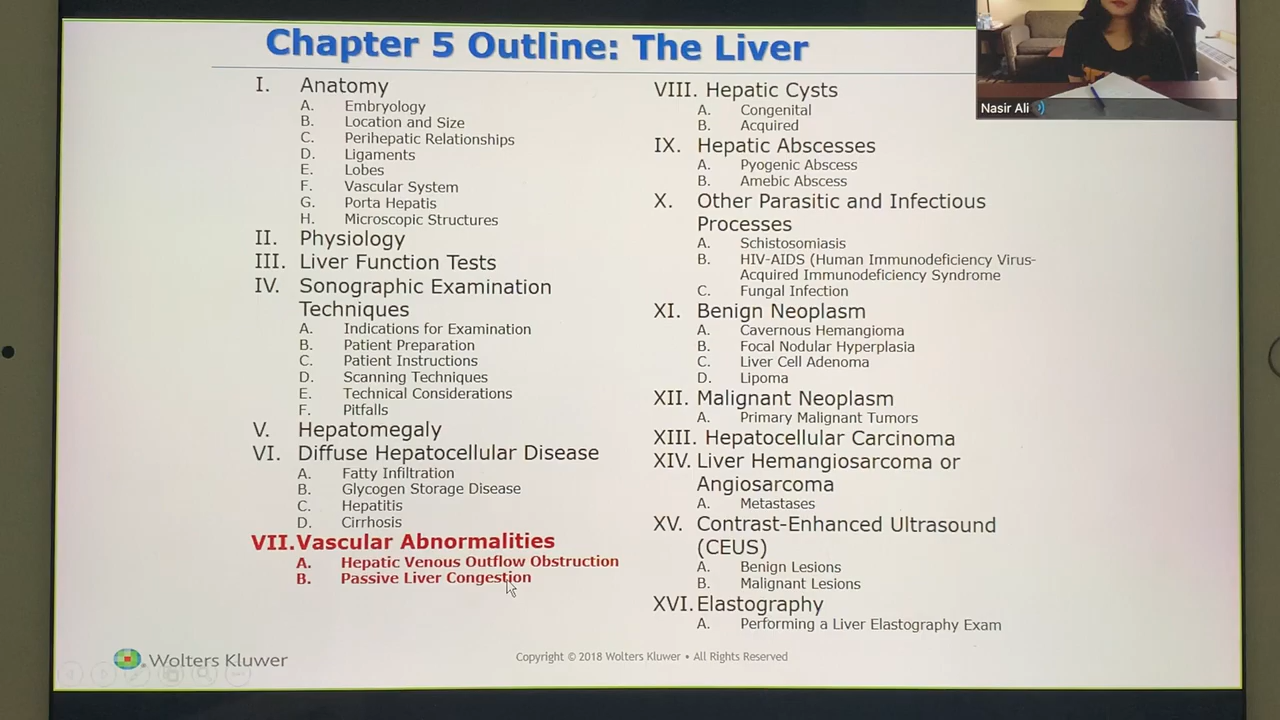 Chapter 5 Outline: The Liver
I. Anatomy
A. Embryology
B. Location and Size
C. Perihepatic Relationships
D. Ligaments
E. Lobes
F. Vascular System
G. Porta Hepatis
H. Microscopic Structures
II. Physiology
III. Liver Function Tests
IV. Sonographic Examination
Techniques
A. Indications for Examination
B. Patient Preparation
C. Patient Instructions
D. Scanning Techniques
E. Technical Considerations
F. Pitfalls
V. Hepatomegaly
VI. Diffuse Hepatocellular Disease
A. Fatty Infiltration
B. Glycogen Storage Disease
C. Hepatitis
D. Cirrhosis
VII. Vascular Abnormalities
A. Hepatic Venous Outflow Obstruction
B. Passive Liver Congestion
VIII. Hepatic Cysts
A. Congenital
B. Acquired
IX. Hepatic Abscesses
A. Pyogenic Abscess
B. Amebic Abscess
X. Other Parasitic and Infectious
Processes
A. Schistosomiasis
B. HIV-AIDS (Human Immunodeficiency Virus-
Acquired Immunodeficiency Syndrome
C. Fungal Infection
XI. Benign Neoplasm
A. Cavernous Hemangioma
B. Focal Nodular Hyperplasia
C. Liver Cell Adenoma
D. Lipoma
XII. Malignant Neoplasm
A. Primary Malignant Tumors
XIII. Hepatocellular Carcinoma
XIV. Liver Hemangiosarcoma or
Angiosarcoma
A. Metastases
XV. Contrast-Enhanced Ultrasound
(CEUS)
A. Benign Lesions
B. Malignant Lesions
XVI. Elastography
A. Performing a Liver Elastography Exam
Nasir Ali
Wolters Kluwer
Copyright © 2018 Wolters Kluwer • All Rights Reserved